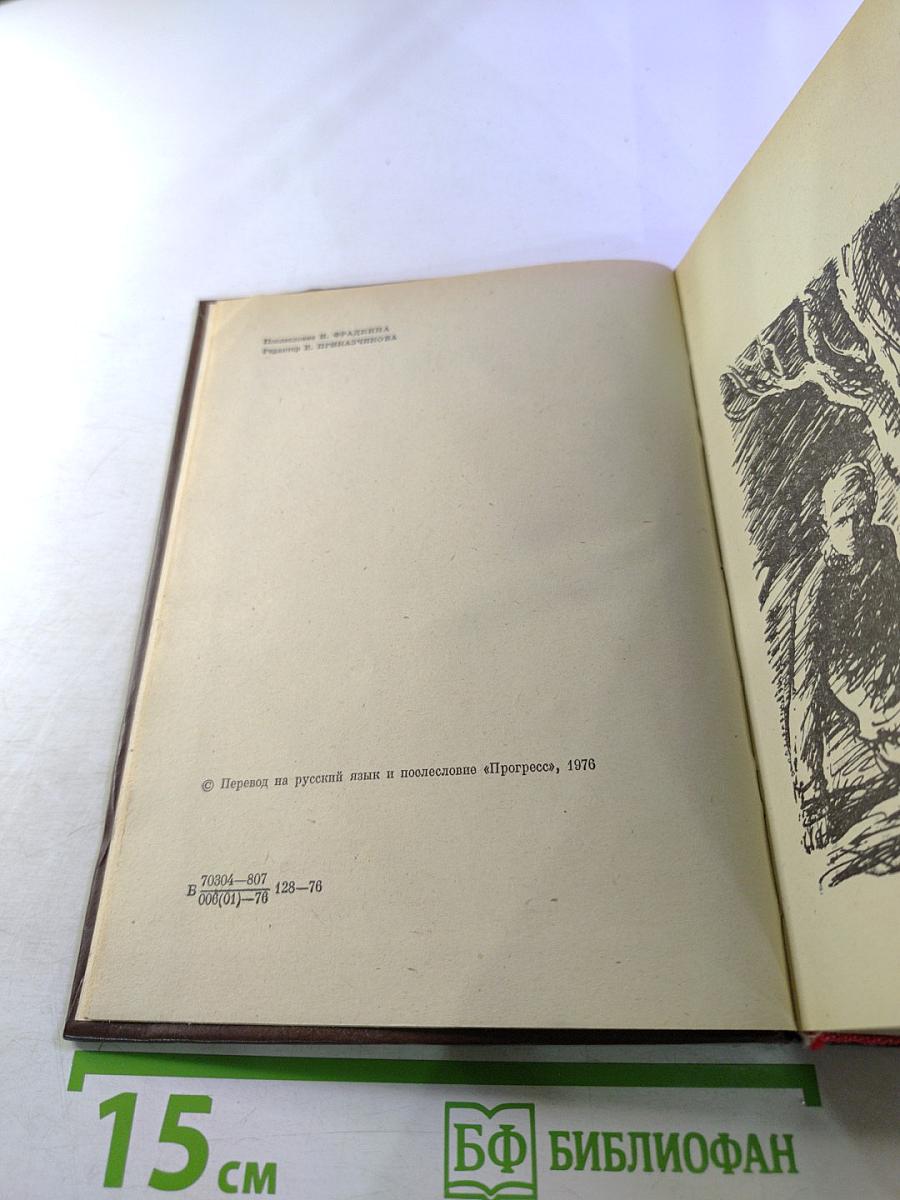 Послесловие И. ФРАДКИНА
Редактор Е. ПРИКАЗЧИКОВА
© Перевод на русский язык и послесловие «Прогресс», 1976
Б 70304—807 128—76
006(01)—76
15 см
БФ БИБЛИОФАН